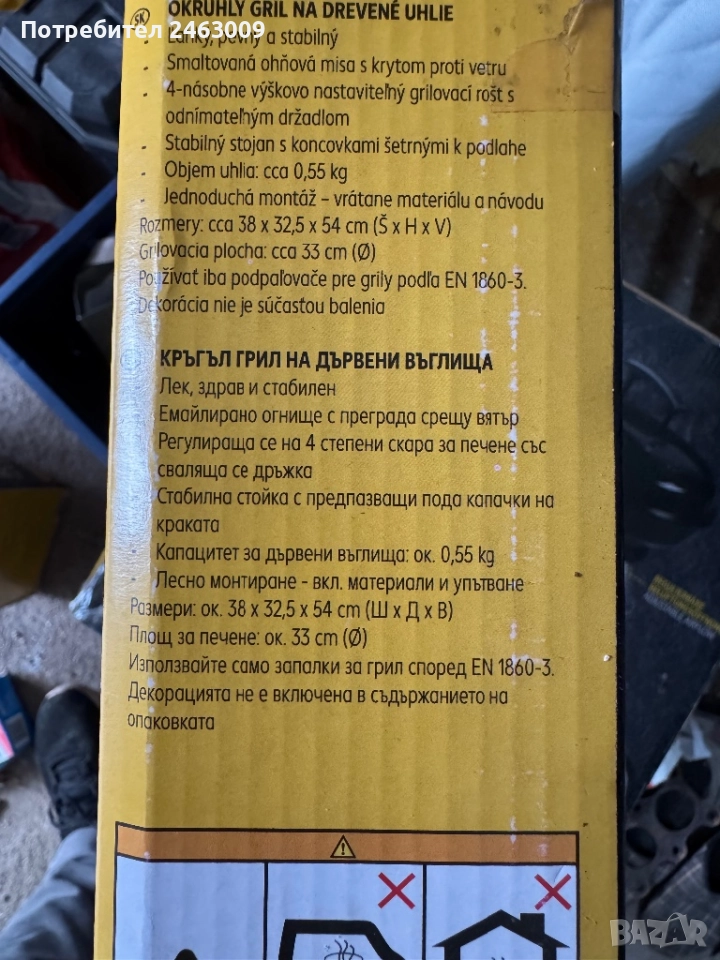 Потребител 2463009
SK
OKRÚHLY GRIL NA DREVENÉ UHLIE
- Ľahký, pevný a stabilný
- Smaltovaná ohňová misa s krytom proti vetru
- 4-násobne výškovo nastaviteľný grilovací rošt s
odnímateľným držadlom
- Stabilný stojan s koncovkami šetrnými k podlahe
- Objem uhlia: cca 0,55 kg
- Jednoduchá montáž – vrátane materiálu a návodu
Rozmery: cca 38 x 32,5 x 54 cm (Š x H x V)
Grilovacia plocha: cca 33 cm (Ø)
Používať iba podpaľovače pre grily podľa EN 1860-3.
Dekorácia nie je súčasťou balenia
КРЪГЪЛ ГРИЛ НА ДЪРВЕНИ ВЪГЛИЩА
Лек, здрав и стабилен
Емайлирано огнище с преграда срещу вятър
Регулираща се на 4 степени скара за печене със
сваляща се дръжка
Стабилна стойка с предпазващи пода капачки на
краката
- Капацитет за дървени въглища: ок. 0,55 kg
- Лесно монтиране - вкл. материали и упътване
Размери: ок. 38 x 32,5 x 54 cm (Ш x Д x В)
Площ за печене: ок. 33 cm (Ø)
Използвайте само запалки за грил според EN 1860-3.
Декорацията не е включена в съдържанието на
опаковката
BAZAR